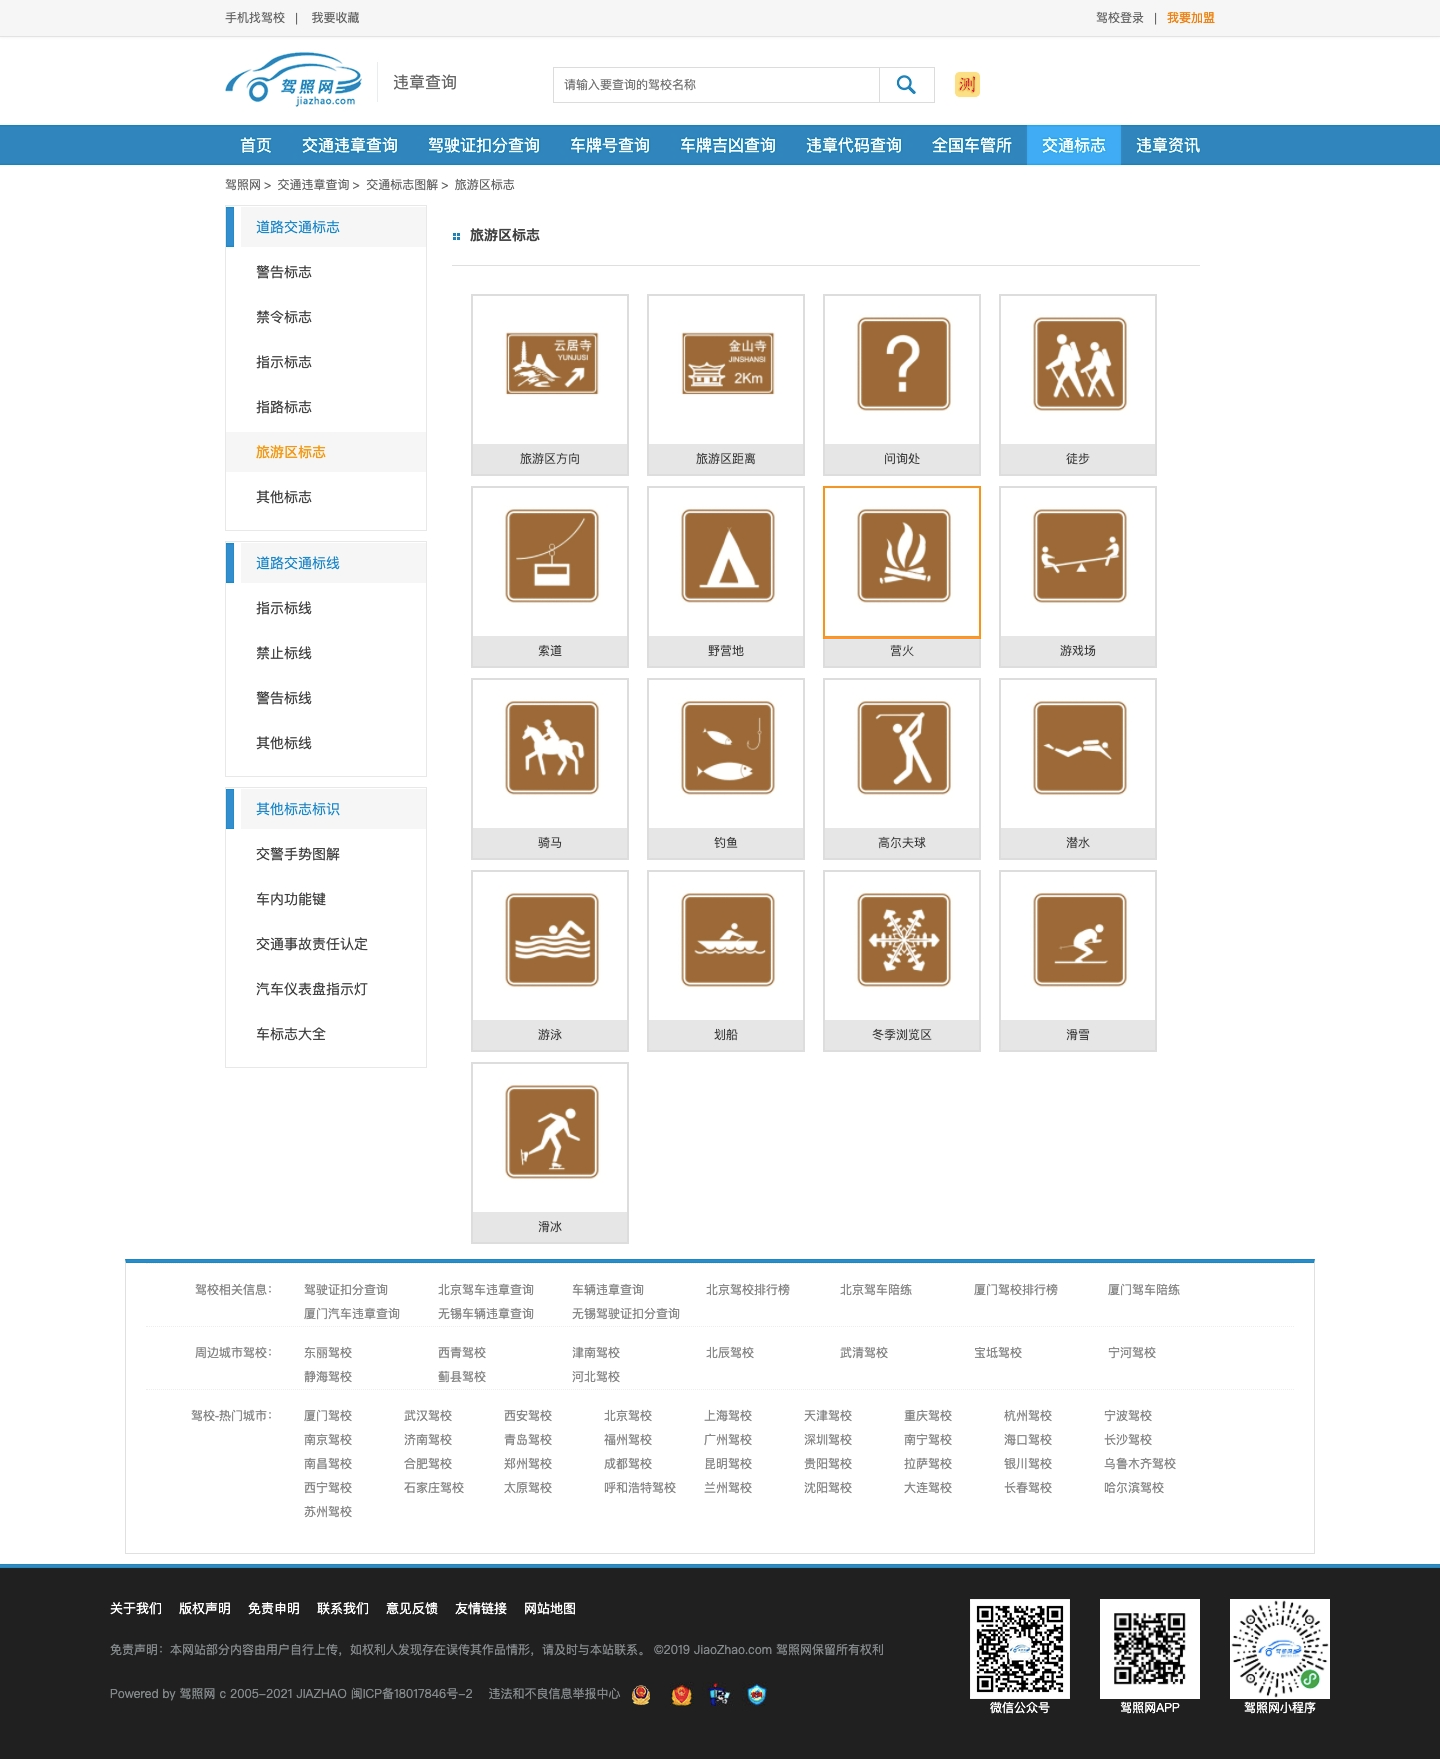 手机找驾校 | 我要收藏 驾校登录 | 我要加盟
驾照网
jiazhao.com
违章查询
请输入要查询的驾校名称
测
首页 交通违章查询 驾驶证扣分查询 车牌号查询 车牌吉凶查询 违章代码查询 全国车管所 交通标志 违章资讯
驾照网 > 交通违章查询 > 交通标志图解 > 旅游区标志
道路交通标志
警告标志
禁令标志
指示标志
指路标志
旅游区标志
其他标志
道路交通标线
指示标线
禁止标线
警告标线
其他标线
其他标志标识
交警手势图解
车内功能键
交通事故责任认定
汽车仪表盘指示灯
车标志大全
旅游区标志
云居寺
YUNJUSI
金山寺
JINSHANSI
2Km
?
旅游区方向 旅游区距离 问询处 徒步
索道 野营地 营火 游戏场
骑马 钓鱼 高尔夫球 潜水
游泳 划船 冬季浏览区 滑雪
滑冰
驾校相关信息： 驾驶证扣分查询 北京驾车违章查询 车辆违章查询 北京驾校排行榜 北京驾车陪练 厦门驾校排行榜 厦门驾车陪练
厦门汽车违章查询 无锡车辆违章查询 无锡驾驶证扣分查询
周边城市驾校： 东丽驾校 西青驾校 津南驾校 北辰驾校 武清驾校 宝坻驾校 宁河驾校
静海驾校 蓟县驾校 河北驾校
驾校-热门城市： 厦门驾校 武汉驾校 西安驾校 北京驾校 上海驾校 天津驾校 重庆驾校 杭州驾校 宁波驾校
南京驾校 济南驾校 青岛驾校 福州驾校 广州驾校 深圳驾校 南宁驾校 海口驾校 长沙驾校
南昌驾校 合肥驾校 郑州驾校 成都驾校 昆明驾校 贵阳驾校 拉萨驾校 银川驾校 乌鲁木齐驾校
西宁驾校 石家庄驾校 太原驾校 呼和浩特驾校 兰州驾校 沈阳驾校 大连驾校 长春驾校 哈尔滨驾校
苏州驾校
关于我们 版权声明 免责申明 联系我们 意见反馈 友情链接 网站地图
免责声明：本网站部分内容由用户自行上传，如权利人发现存在误传其作品情形，请及时与本站联系。 ©2019 JiaoZhao.com 驾照网保留所有权利
Powered by 驾照网 c 2005-2021 JIAZHAO 闽ICP备18017846号-2 违法和不良信息举报中心
微信公众号 驾照网APP 驾照网小程序